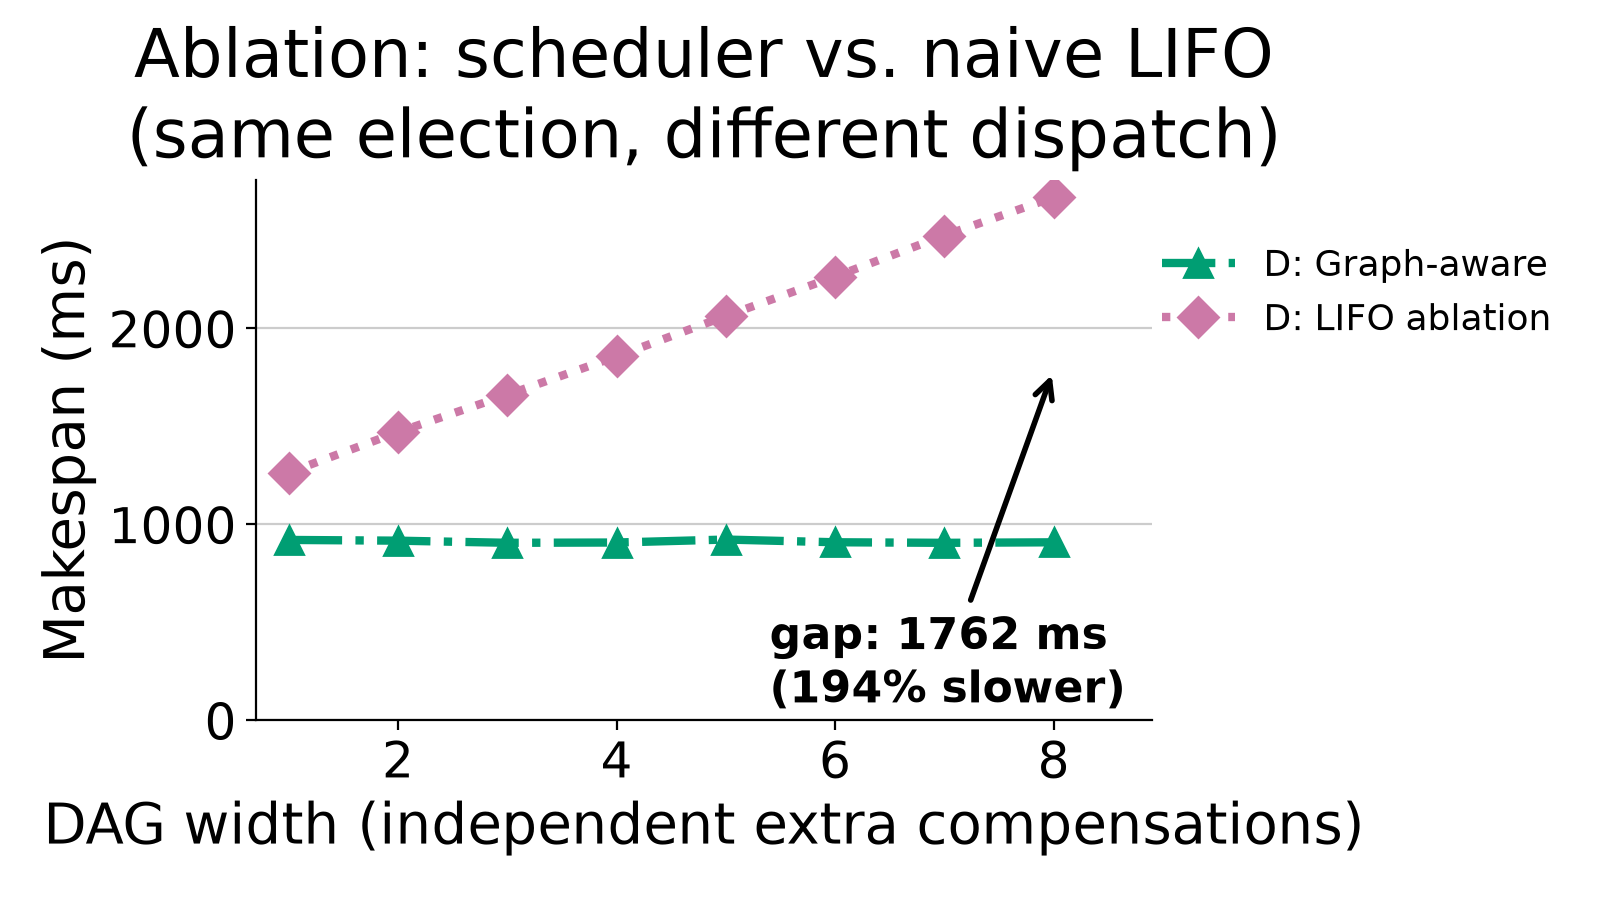 Ablation: scheduler vs. naive LIFO
(same election, different dispatch)
Makespan (ms)
2000
1000
0
D: Graph-aware
D: LIFO ablation
gap: 1762 ms
(194% slower)
2 4 6 8
DAG width (independent extra compensations)